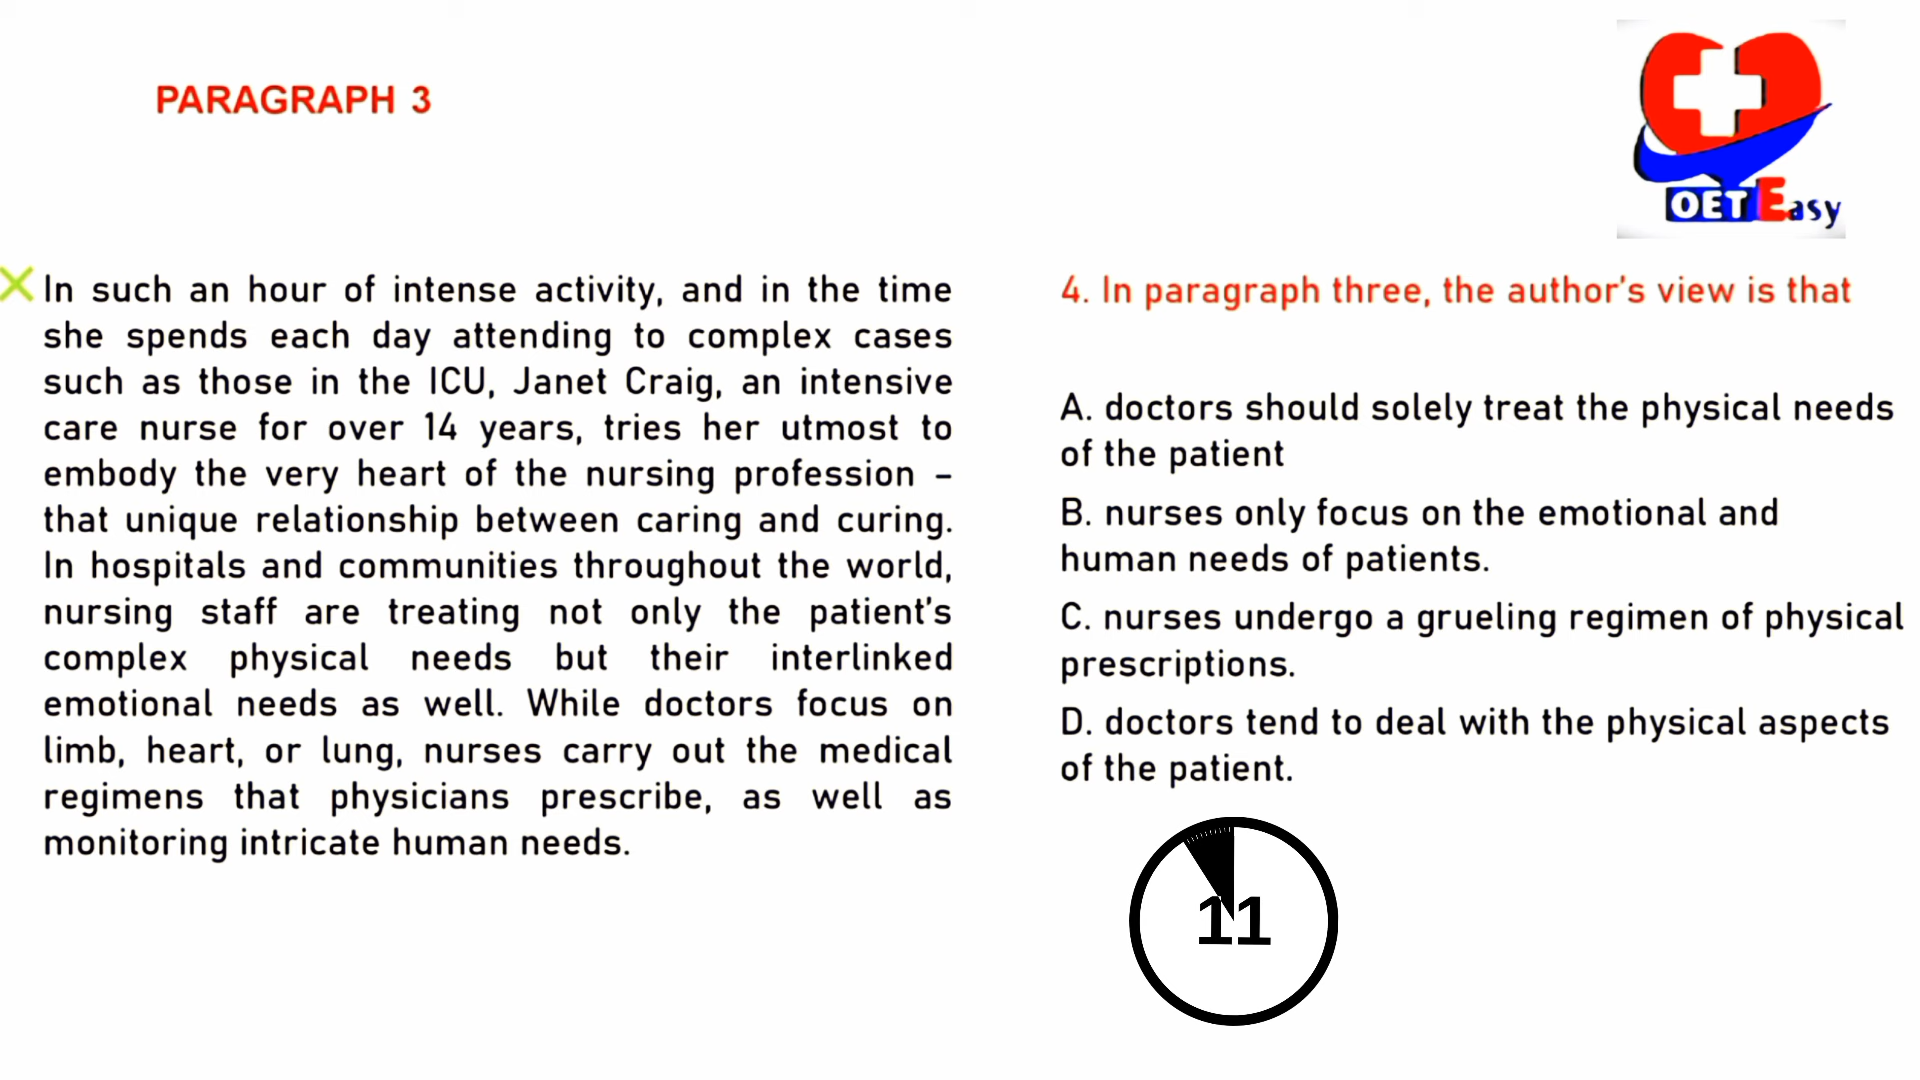 PARAGRAPH 3
OET Easy
In such an hour of intense activity, and in the time
she spends each day attending to complex cases
such as those in the ICU, Janet Craig, an intensive
care nurse for over 14 years, tries her utmost to
embody the very heart of the nursing profession –
that unique relationship between caring and curing.
In hospitals and communities throughout the world,
nursing staff are treating not only the patient's
complex physical needs but their interlinked
emotional needs as well. While doctors focus on
limb, heart, or lung, nurses carry out the medical
regimens that physicians prescribe, as well as
monitoring intricate human needs.
4. In paragraph three, the author's view is that
A. doctors should solely treat the physical needs
of the patient
B. nurses only focus on the emotional and
human needs of patients.
C. nurses undergo a grueling regimen of physical
prescriptions.
D. doctors tend to deal with the physical aspects
of the patient.
11